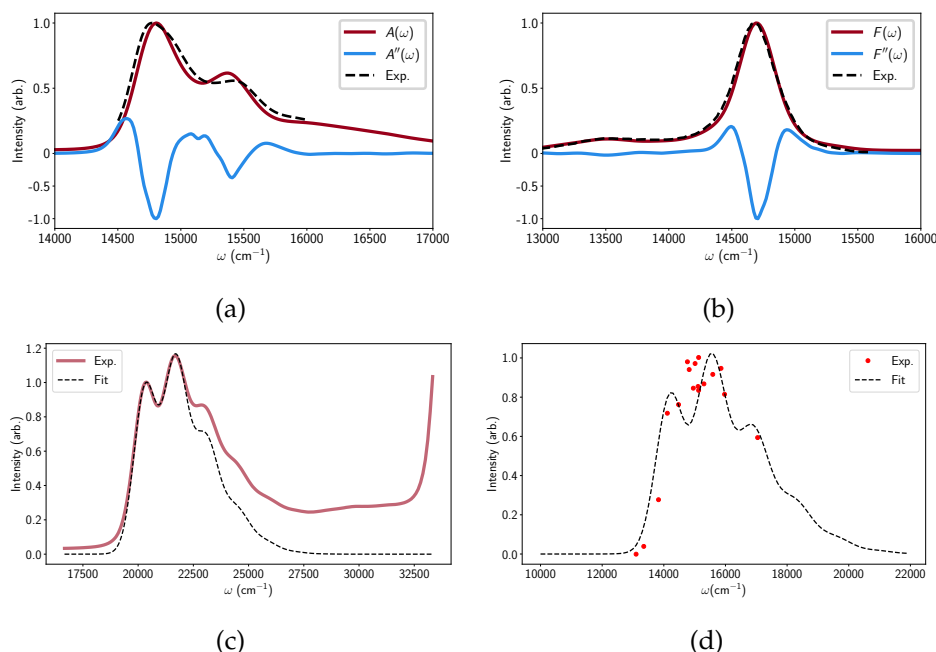 1.0
0.5
0
-0.5
-1.0
Intensity (arb.)
A(ω)
A′′(ω)
Exp.
14000 14500 15000 15500 16000 16500 17000
ω (cm⁻¹)
(a)
1.0
0.5
0
-0.5
-1.0
Intensity (arb.)
F(ω)
F′′(ω)
Exp.
13000 13500 14000 14500 15000 15500 16000
ω (cm⁻¹)
(b)
1.2
1.0
0.8
0.6
0.4
0.2
0.0
Intensity (arb.)
Exp.
Fit
17500 20000 22500 25000 27500 30000 32500
ω (cm⁻¹)
(c)
1.0
0.8
0.6
0.4
0.2
0.0
Intensity (arb.)
Exp.
Fit
10000 12000 14000 16000 18000 20000 22000
ω(cm⁻¹)
(d)